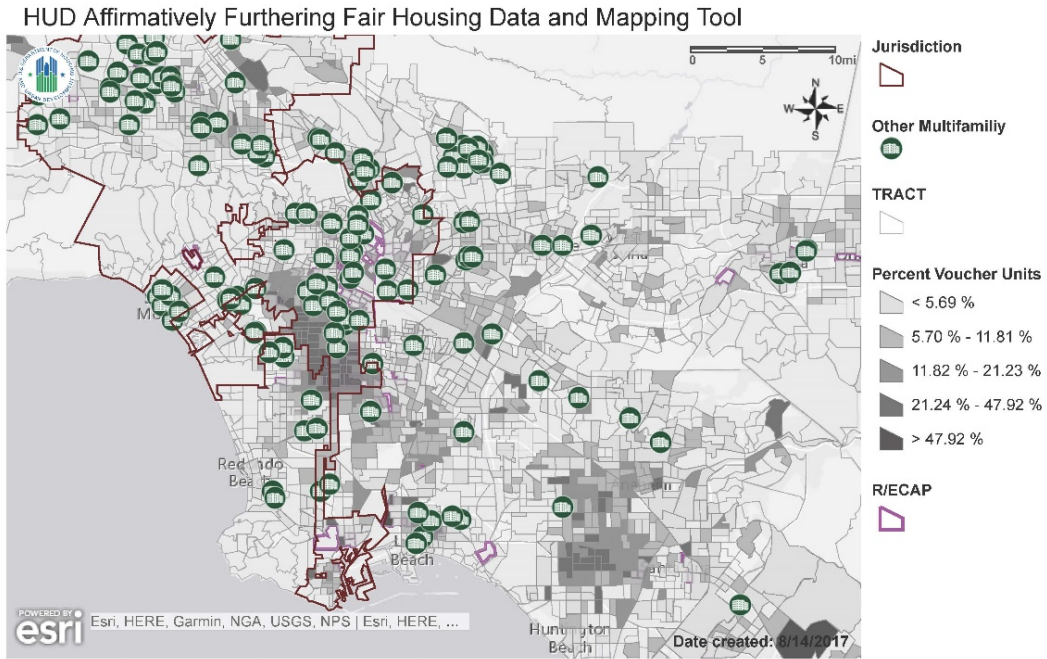 HUD Affirmatively Furthering Fair Housing Data and Mapping Tool
0 5 10mi
N
W E
S
Redondo
Beach
Beach
Beach
POWERED BY
esri
Esri, HERE, Garmin, NGA, USGS, NPS | Esri, HERE, ...
Date created: 8/14/2017
Jurisdiction
Other Multifamiliy
TRACT
Percent Voucher Units
< 5.69 %
5.70 % - 11.81 %
11.82 % - 21.23 %
21.24 % - 47.92 %
> 47.92 %
R/ECAP